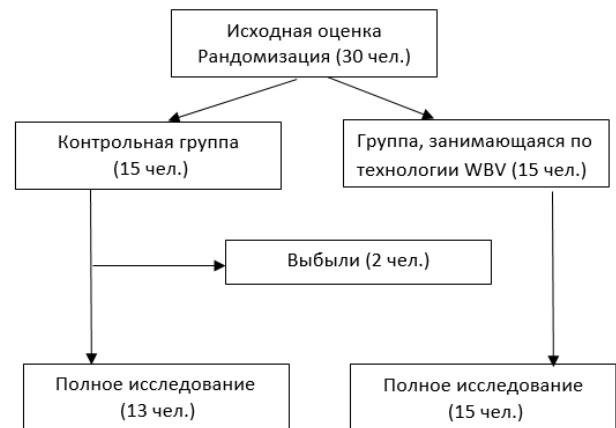 Исходная оценка
Рандомизация (30 чел.)
Контрольная группа
(15 чел.)
Группа, занимающаяся по
технологии WBV (15 чел.)
Выбыли (2 чел.)
Полное исследование
(13 чел.)
Полное исследование
(15 чел.)